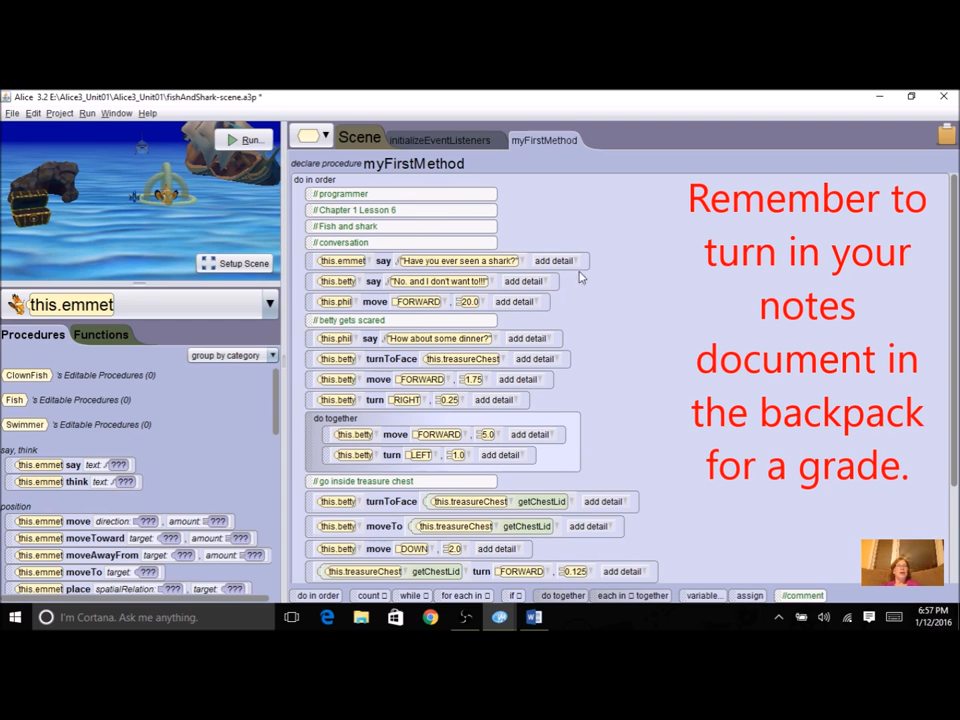 Alice 3.2 E:\Alice3_Unit01\Alice3_Unit01\fishAndShark-scene.a3p *
File Edit Project Run Window Help
Run...
Setup Scene
this.emmet
Procedures Functions
group by category
ClownFish 's Editable Procedures (0)
Fish 's Editable Procedures (0)
Swimmer 's Editable Procedures (0)
say, think
this.emmet say text: ???
this.emmet think text: ???
position
this.emmet move direction: ??? , amount: ???
this.emmet moveToward target: ??? , amount: ???
this.emmet moveAwayFrom target: ??? , amount: ???
this.emmet moveTo target: ???
this.emmet place spatialRelation: ??? , target: ???
Scene initializeEventListeners myFirstMethod
declare procedure myFirstMethod
do in order
//programmer
//Chapter 1 Lesson 6
//Fish and shark
//conversation
this.emmet say "Have you ever seen a shark?" add detail
this.betty say "No. and I don't want to!!!" add detail
this.phil move FORWARD , 20.0 add detail
// betty gets scared
this.phil say "How about some dinner?" add detail
this.betty turnToFace this.treasureChest add detail
this.betty move FORWARD , 1.75 add detail
this.betty turn RIGHT , 0.25 add detail
do together
this.betty move FORWARD , 5.0 add detail
this.betty turn LEFT , 1.0 add detail
// go inside treasure chest
this.betty turnToFace this.treasureChest getChestLid add detail
this.betty moveTo this.treasureChest getChestLid add detail
this.betty move DOWN , 2.0 add detail
this.treasureChest getChestLid turn FORWARD , 0.125 add detail
do in order count while for each in if do together each in together variable... assign //comment
Remember to
turn in your
notes
document in
the backpack
for a grade.
I'm Cortana. Ask me anything.
6:57 PM
1/12/2016